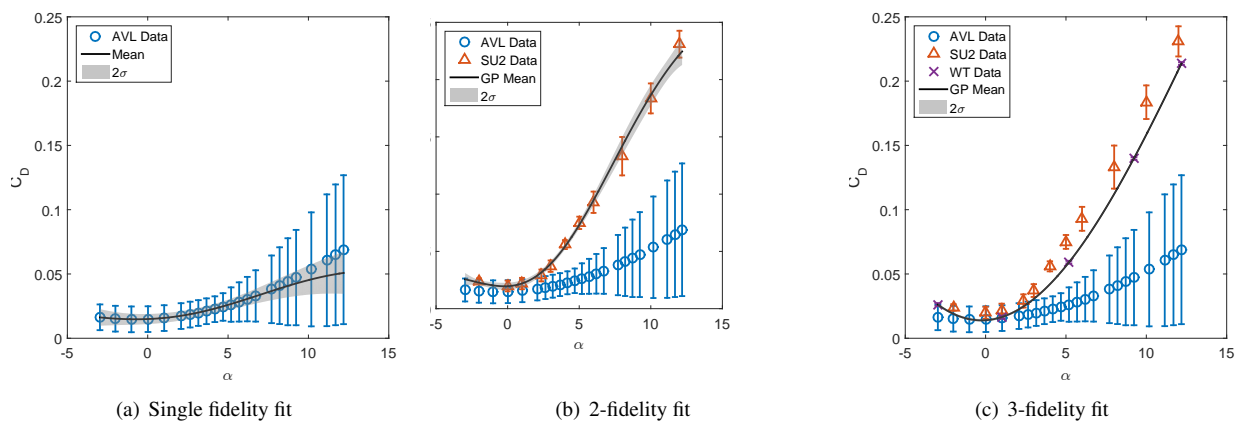 0.25
0.2
0.15
0.1
0.05
0
-5
0
5
10
15
C_D
α
AVL Data
Mean
2σ
(a) Single fidelity fit
-5
0
5
10
15
α
AVL Data
SU2 Data
GP Mean
2σ
(b) 2-fidelity fit
0.25
0.2
0.15
0.1
0.05
0
-5
0
5
10
15
C_D
α
AVL Data
SU2 Data
WT Data
GP Mean
2σ
(c) 3-fidelity fit